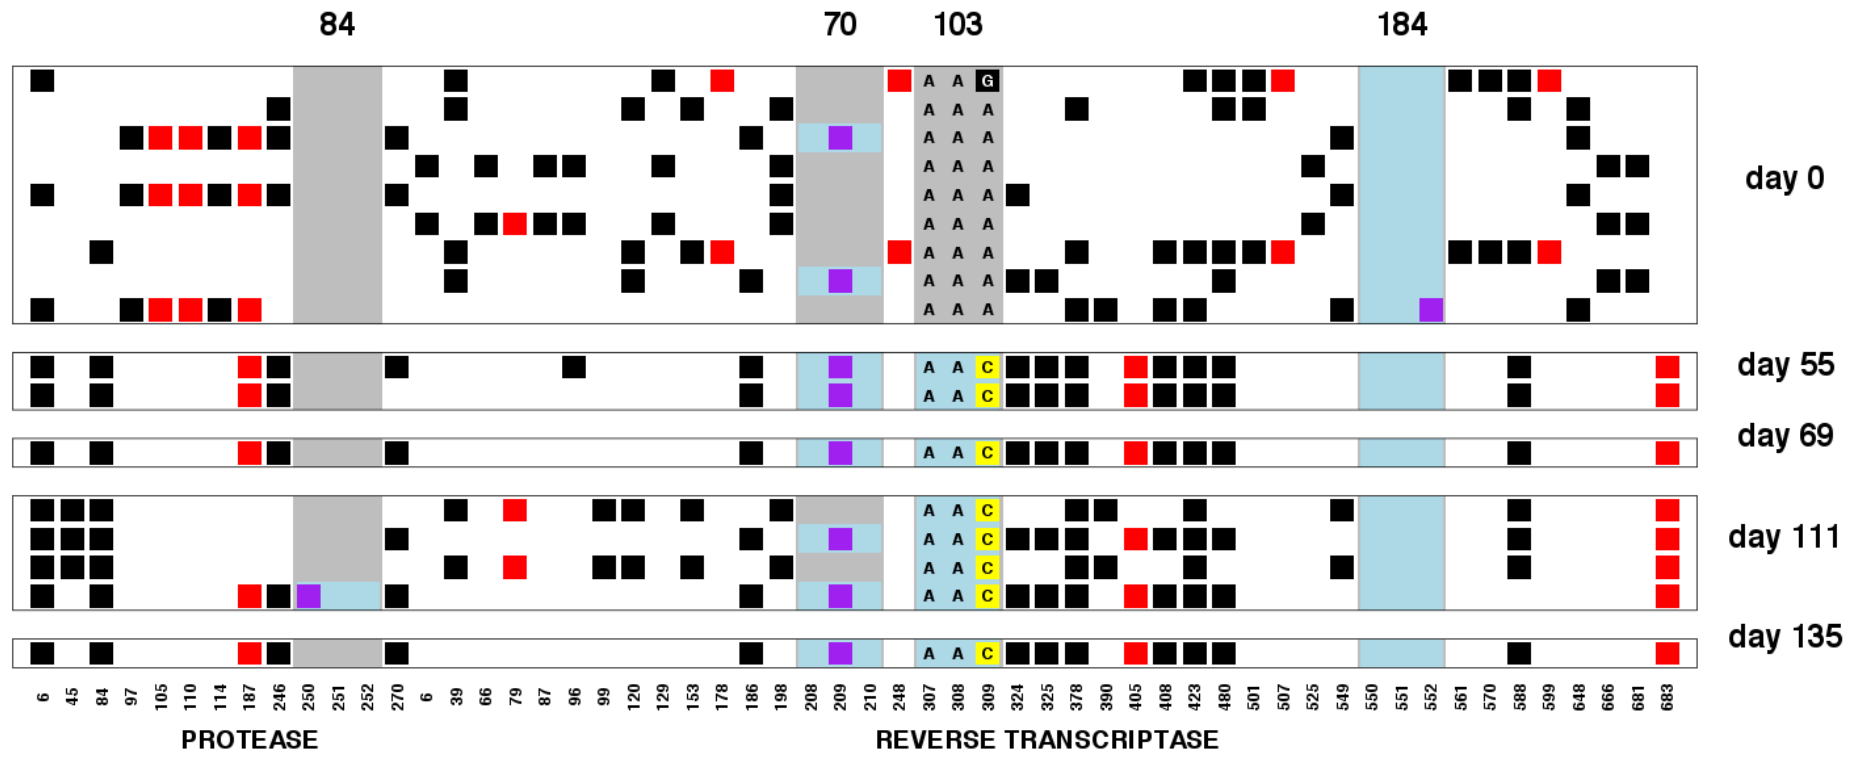 84 70 103 184
A A G
A A A
A A A
A A A
A A A
A A A
A A A
A A A
A A A
day 0
A A C
A A C
day 55
A A C
day 69
A A C
A A C
A A C
A A C
day 111
A A C
day 135
6 45 84 97 105 110 114 187 246 250 251 252 270 6 39 66 79 87 96 99 120 129 153 178 186 198 208 209 210 248 307 308 309 324 325 378 390 405 408 423 480 501 507 525 549 550 551 552 561 570 588 599 648 666 681 683
PROTEASE REVERSE TRANSCRIPTASE